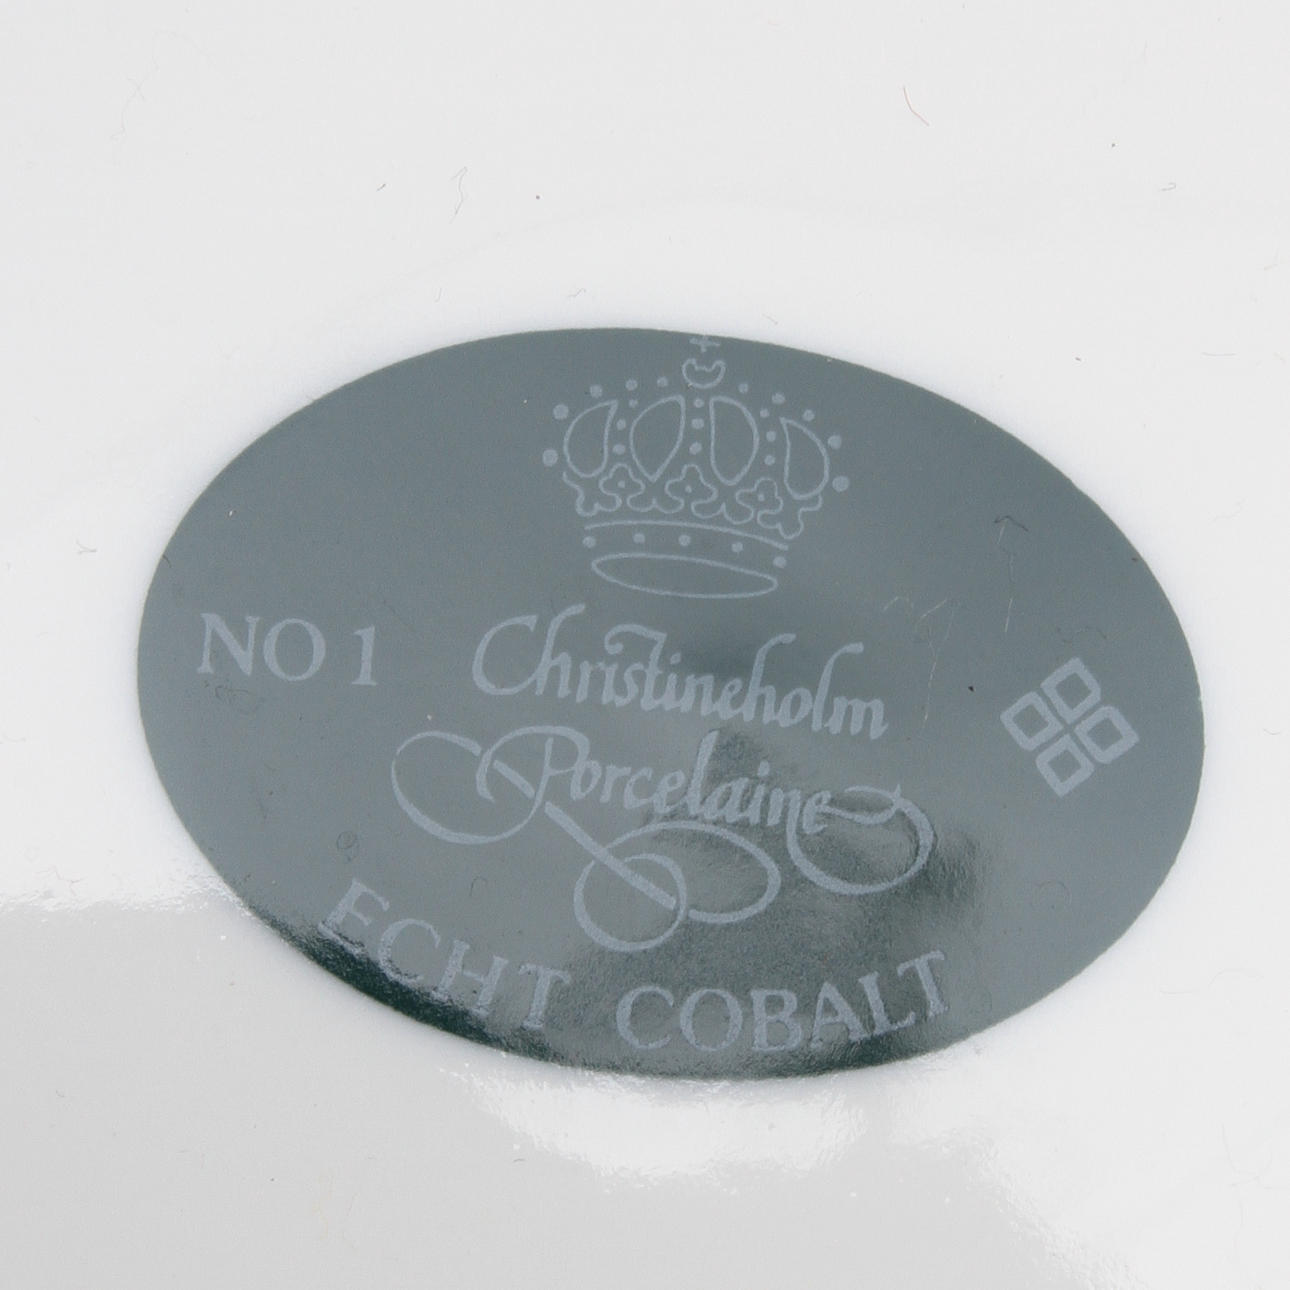 NO 1
Christineholm
Porcelaine
ECHT COBALT